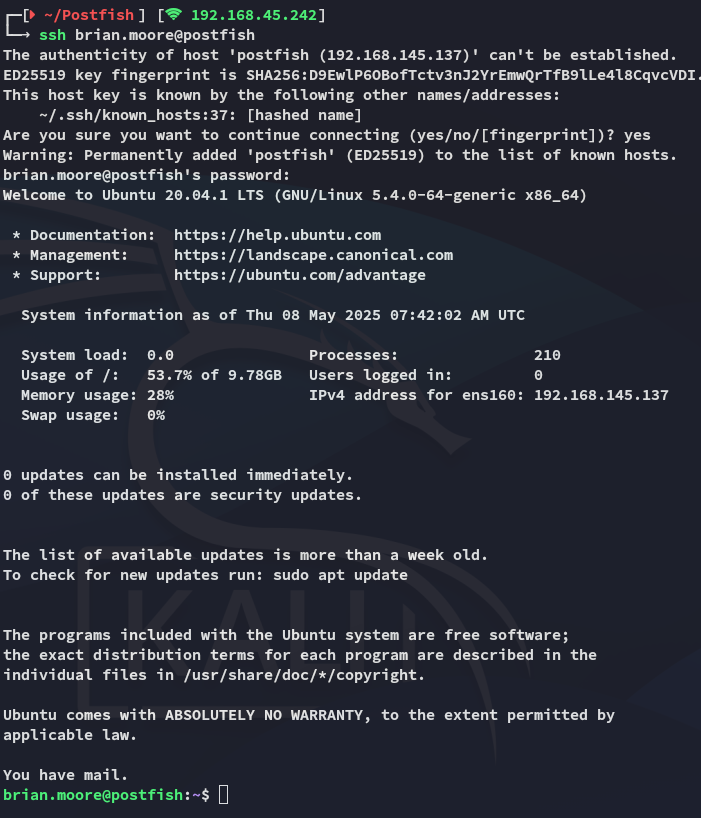 ┌─[ ~/Postfish ] [ 192.168.45.242]
└─→ ssh brian.moore@postfish
The authenticity of host 'postfish (192.168.145.137)' can't be established.
ED25519 key fingerprint is SHA256:D9EwlP6OBofTctv3nJ2YrEmwQrTfB9lLe4l8CqvcVDI.
This host key is known by the following other names/addresses:
    ~/.ssh/known_hosts:37: [hashed name]
Are you sure you want to continue connecting (yes/no/[fingerprint])? yes
Warning: Permanently added 'postfish' (ED25519) to the list of known hosts.
brian.moore@postfish's password:
Welcome to Ubuntu 20.04.1 LTS (GNU/Linux 5.4.0-64-generic x86_64)

 * Documentation:  https://help.ubuntu.com
 * Management:     https://landscape.canonical.com
 * Support:        https://ubuntu.com/advantage

  System information as of Thu 08 May 2025 07:42:02 AM UTC

  System load:  0.0                Processes:               210
  Usage of /:   53.7% of 9.78GB   Users logged in:         0
  Memory usage: 28%               IPv4 address for ens160: 192.168.145.137
  Swap usage:   0%


0 updates can be installed immediately.
0 of these updates are security updates.


The list of available updates is more than a week old.
To check for new updates run: sudo apt update


The programs included with the Ubuntu system are free software;
the exact distribution terms for each program are described in the
individual files in /usr/share/doc/*/copyright.

Ubuntu comes with ABSOLUTELY NO WARRANTY, to the extent permitted by
applicable law.

You have mail.
brian.moore@postfish:~$
KALI